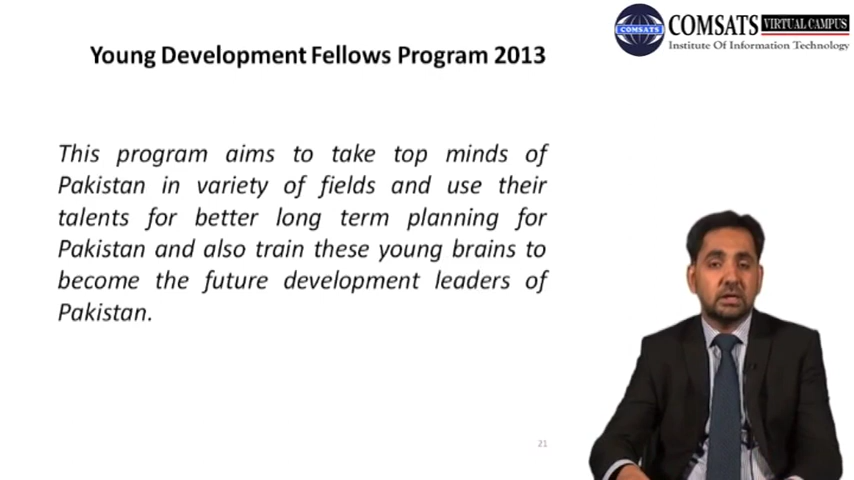 COMSATS
COMSATS VIRTUAL CAMPUS
Institute Of Information Technology
Young Development Fellows Program 2013
This program aims to take top minds of
Pakistan in variety of fields and use their
talents for better long term planning for
Pakistan and also train these young brains to
become the future development leaders of
Pakistan.
21